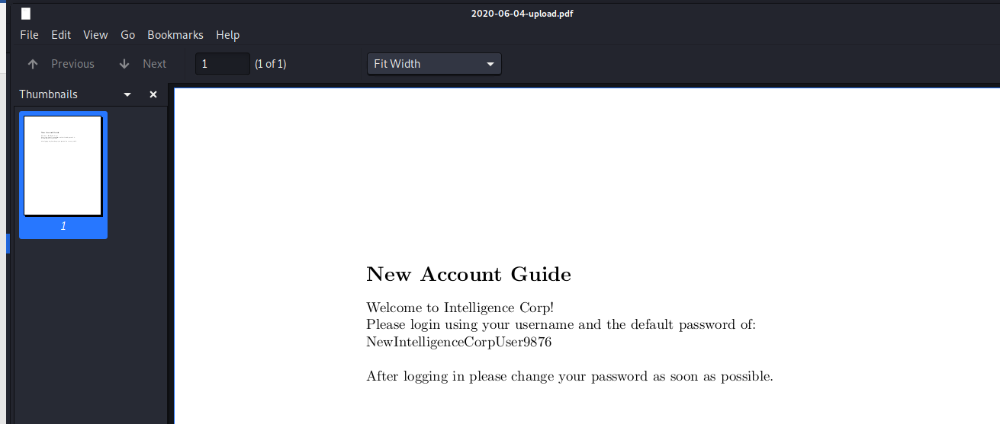 2020-06-04-upload.pdf
File Edit View Go Bookmarks Help
Previous Next 1 (1 of 1) Fit Width
Thumbnails
1
New Account Guide
Welcome to Intelligence Corp!
Please login using your username and the default password of:
NewIntelligenceCorpUser9876
After logging in please change your password as soon as possible.